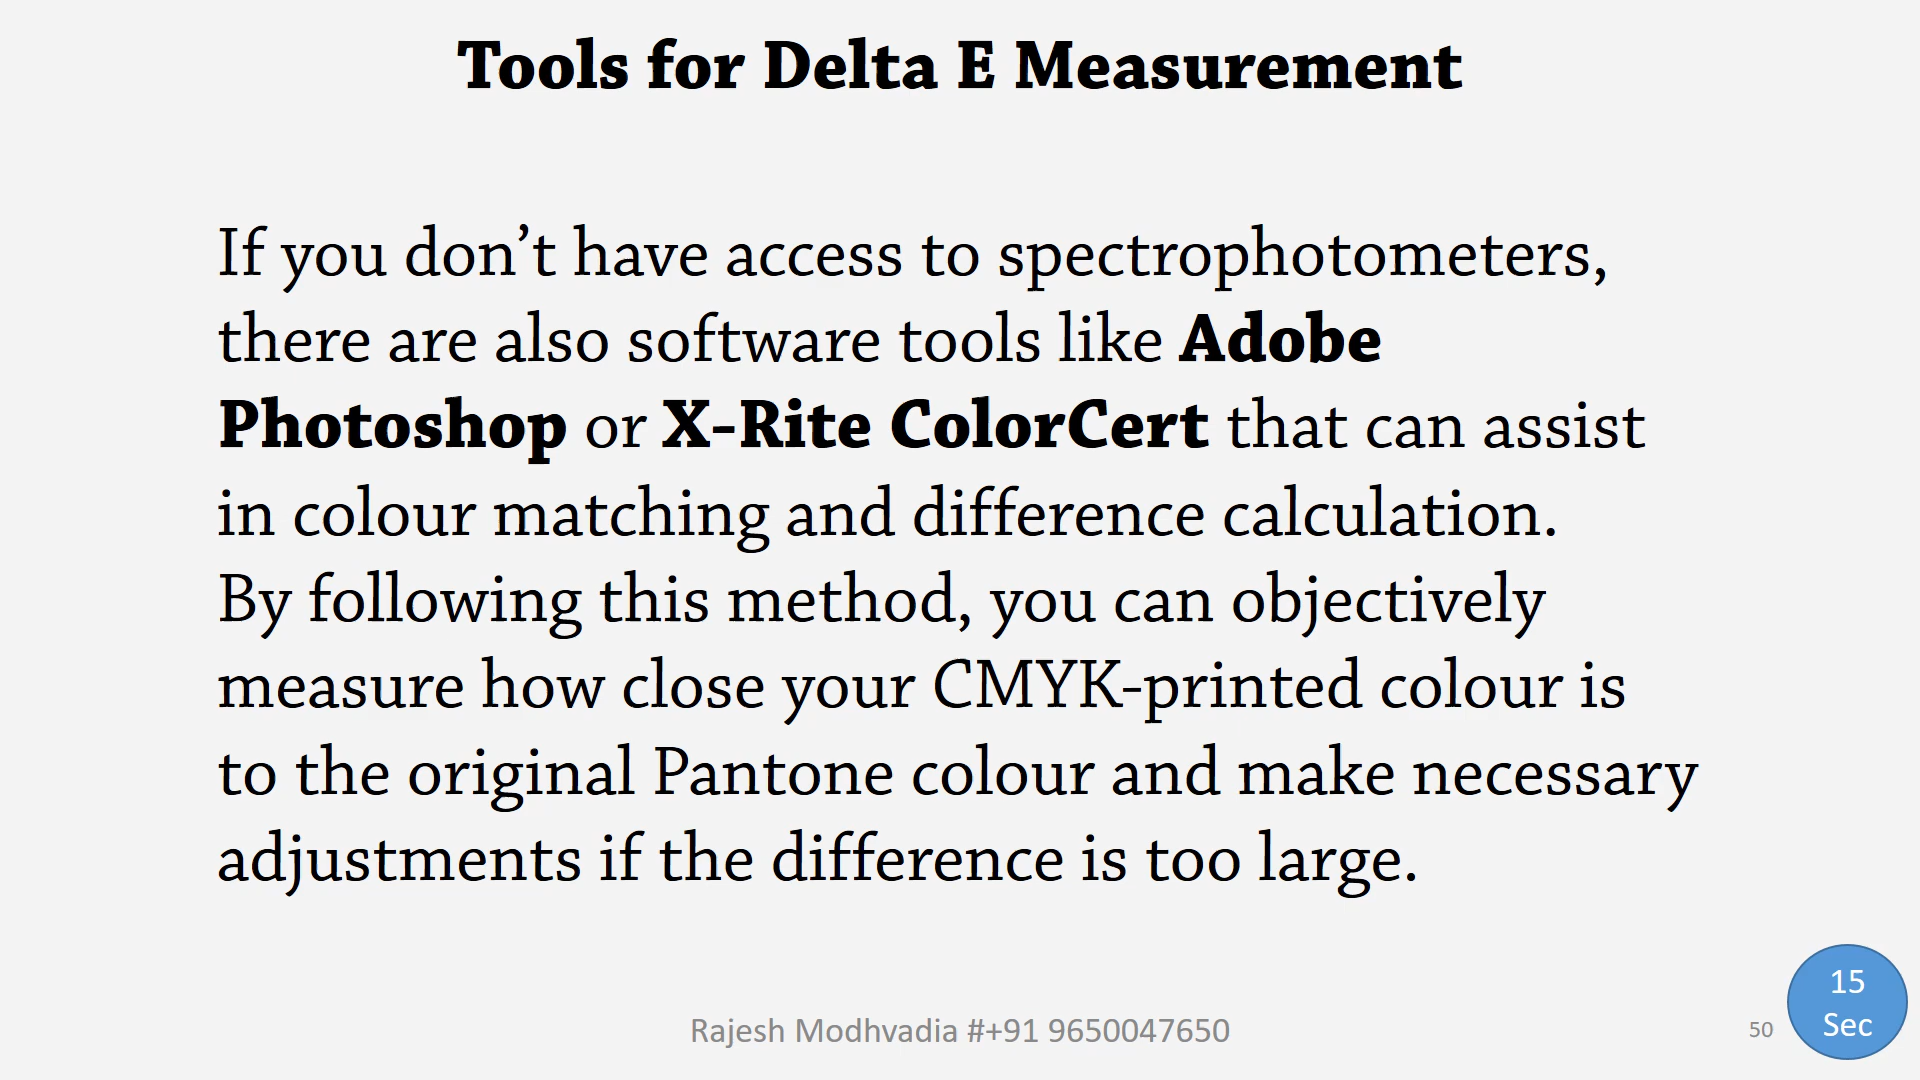 Tools for Delta E Measurement
If you don’t have access to spectrophotometers,
there are also software tools like Adobe
Photoshop or X-Rite ColorCert that can assist
in colour matching and difference calculation.
By following this method, you can objectively
measure how close your CMYK-printed colour is
to the original Pantone colour and make necessary
adjustments if the difference is too large.
Rajesh Modhvadia #+91 9650047650
50
15
Sec